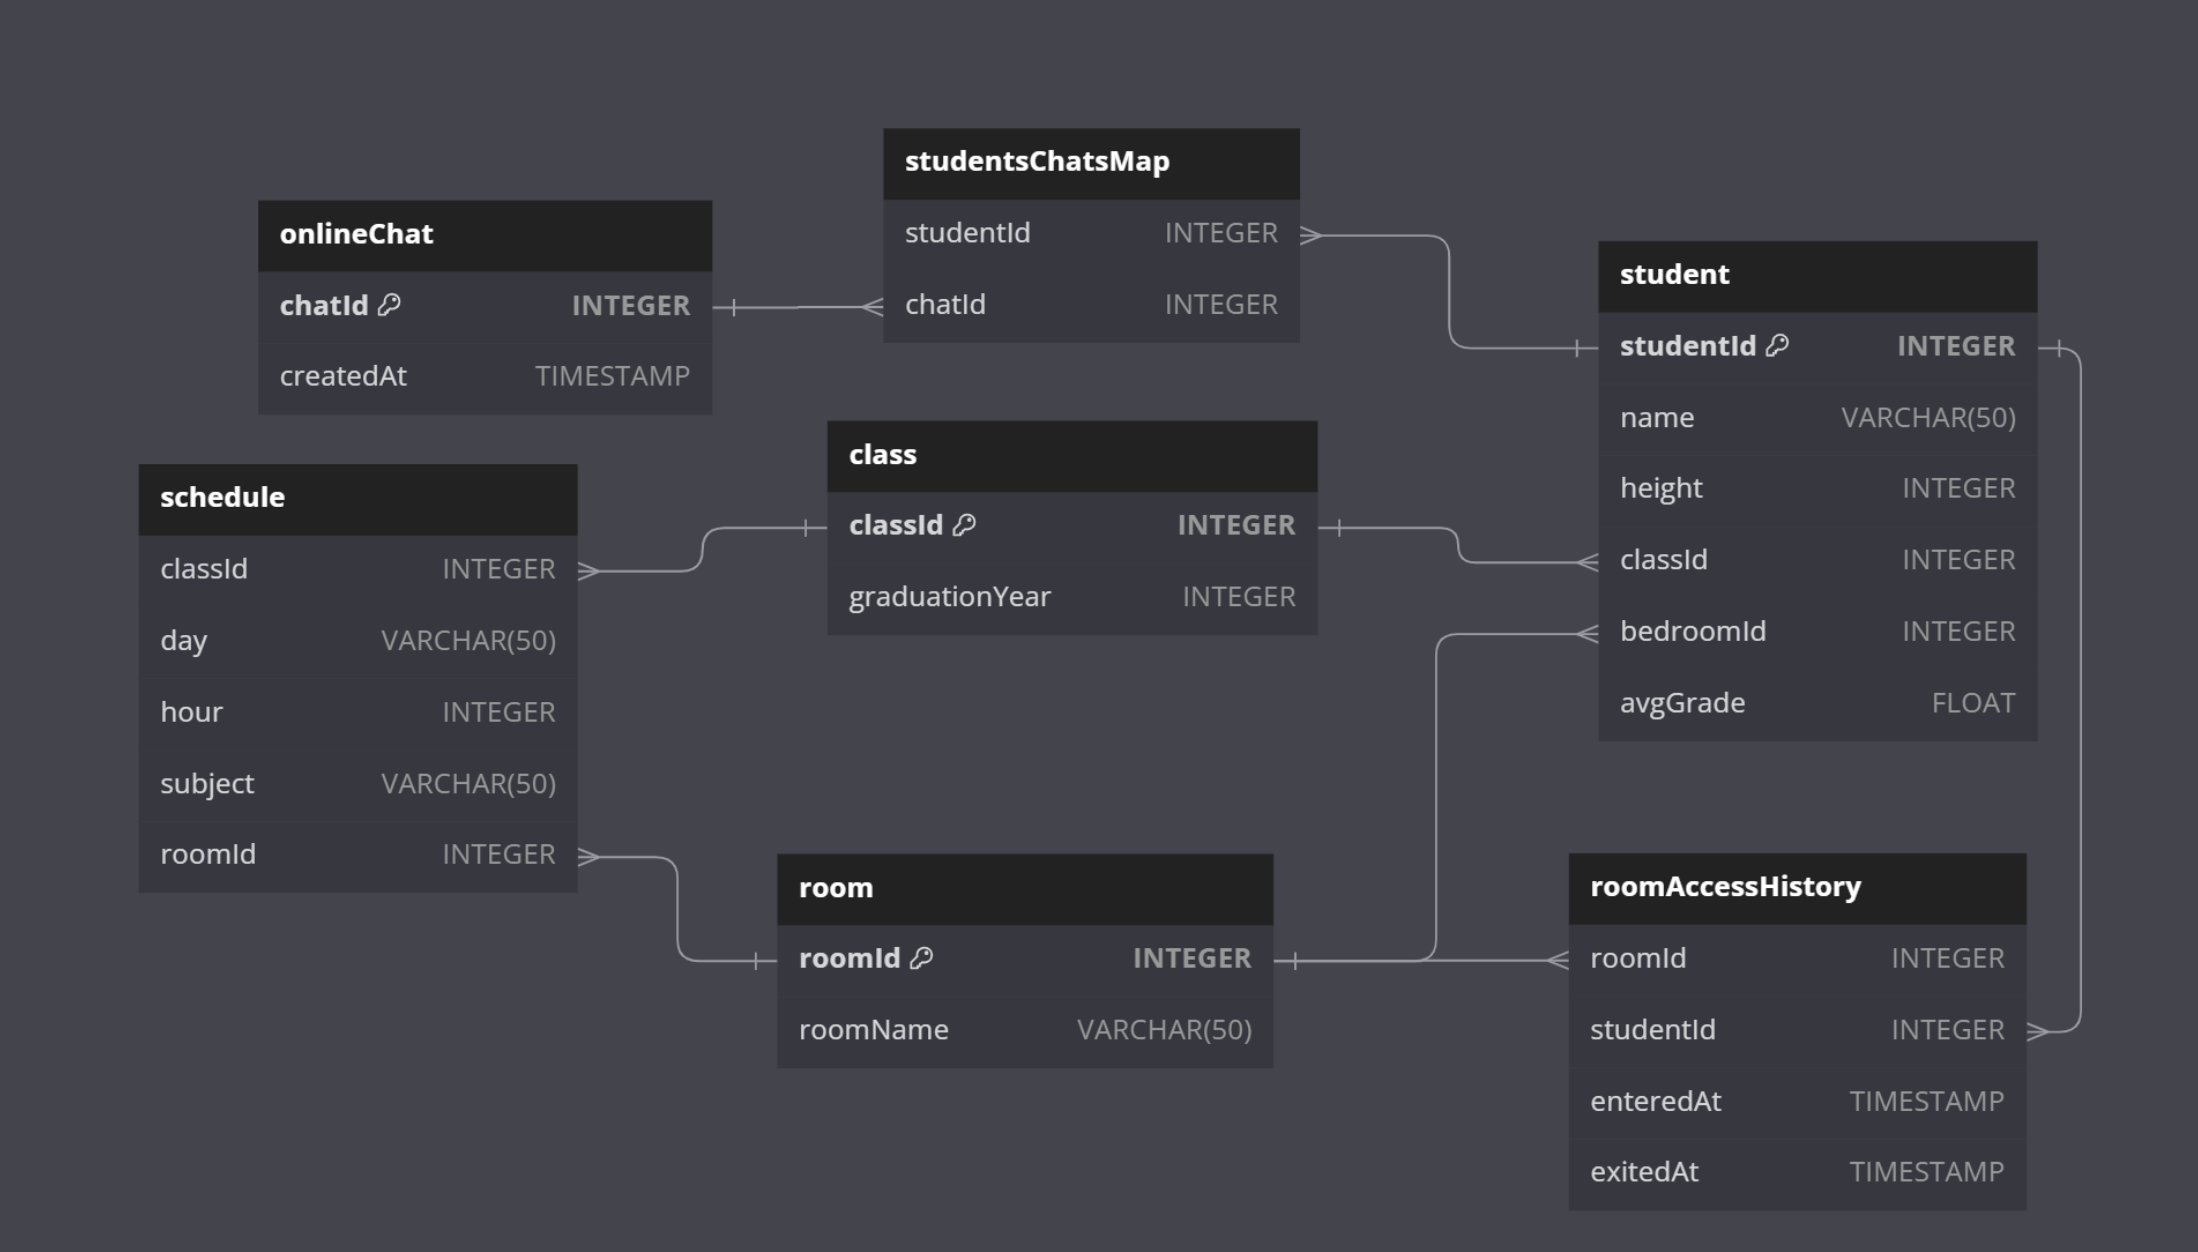 studentsChatsMap
studentId INTEGER
chatId INTEGER
onlineChat
chatId INTEGER
createdAt TIMESTAMP
student
studentId INTEGER
name VARCHAR(50)
height INTEGER
classId INTEGER
bedroomId INTEGER
avgGrade FLOAT
class
classId INTEGER
graduationYear INTEGER
schedule
classId INTEGER
day VARCHAR(50)
hour INTEGER
subject VARCHAR(50)
roomId INTEGER
room
roomId INTEGER
roomName VARCHAR(50)
roomAccessHistory
roomId INTEGER
studentId INTEGER
enteredAt TIMESTAMP
exitedAt TIMESTAMP